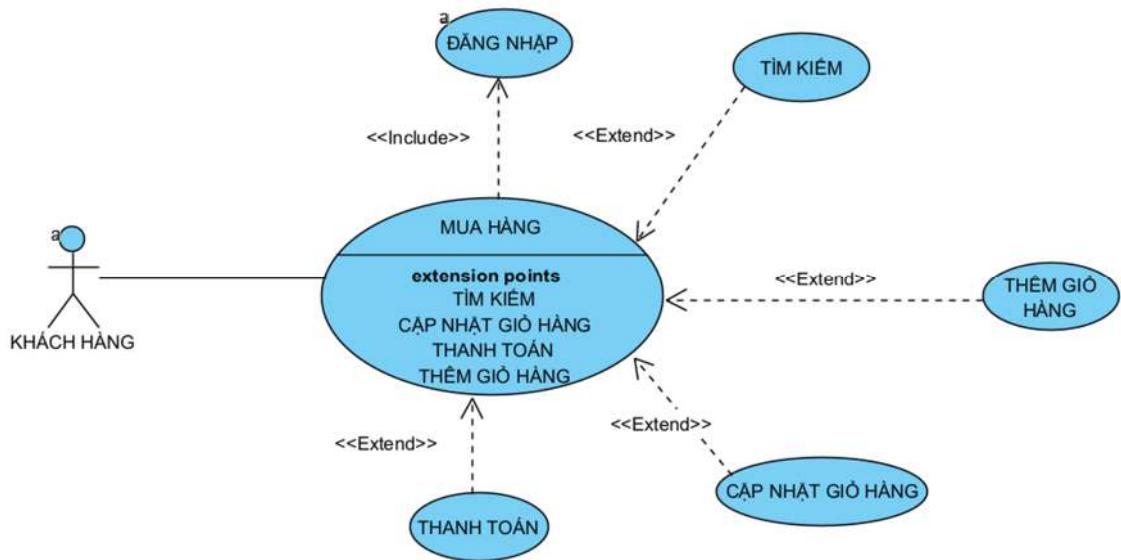 a
ĐĂNG NHẬP
TÌM KIẾM
<<Include>>
<<Extend>>
MUA HÀNG
a
extension points
TÌM KIẾM
CẬP NHẬT GIỎ HÀNG
THANH TOÁN
THÊM GIỎ HÀNG
KHÁCH HÀNG
<<Extend>>
THÊM GIỎ
HÀNG
<<Extend>>
<<Extend>>
CẬP NHẬT GIỎ HÀNG
THANH TOÁN